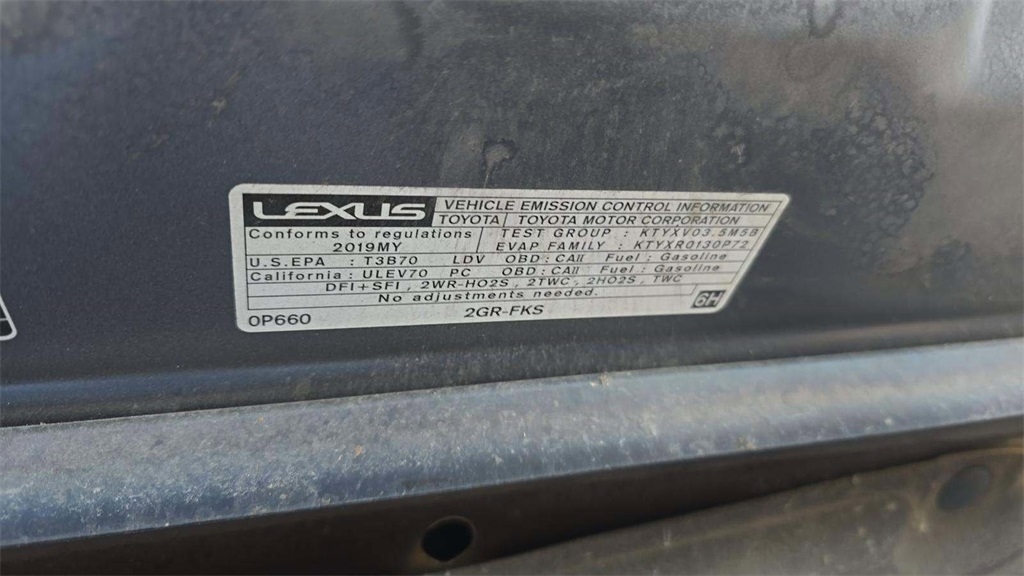 LEXUS VEHICLE EMISSION CONTROL INFORMATION
TOYOTA TOYOTA MOTOR CORPORATION
Conforms to regulations TEST GROUP : KTYXV03.5M5B
2019MY EVAP FAMILY : KTYXR0130P72
U.S.EPA : T3B70 LDV OBD : CAII Fuel : Gasoline
California : ULEV70 PC OBD : CAII Fuel : Gasoline
DFI+SFI , 2WR-HO2S , 2TWC , 2HO2S , TWC
No adjustments needed.
0P660 2GR-FKS 6H